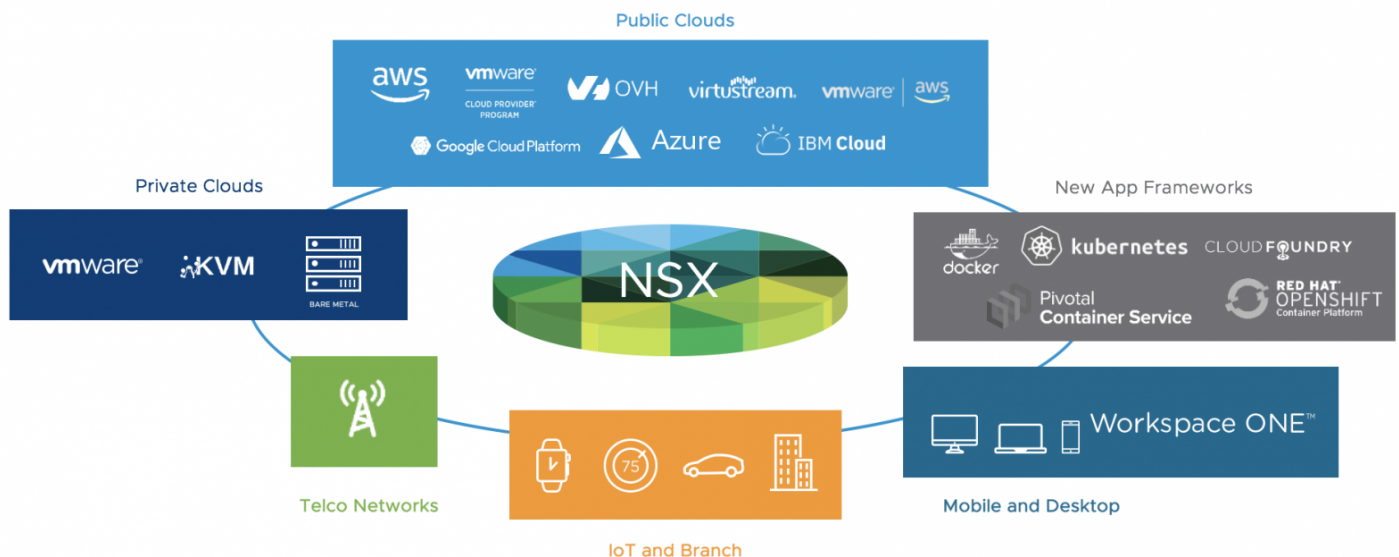 Public Clouds
aws
vmware®
CLOUD PROVIDER™
PROGRAM
OVH
virtustream.
vmware® | aws
Google Cloud Platform
Azure
IBM Cloud
Private Clouds
vmware®
KVM
BARE METAL
NSX
New App Frameworks
docker
kubernetes
CLOUD FOUNDRY
Pivotal
Container Service
RED HAT®
OPENSHIFT
Container Platform
Telco Networks
75
IoT and Branch
Workspace ONE™
Mobile and Desktop